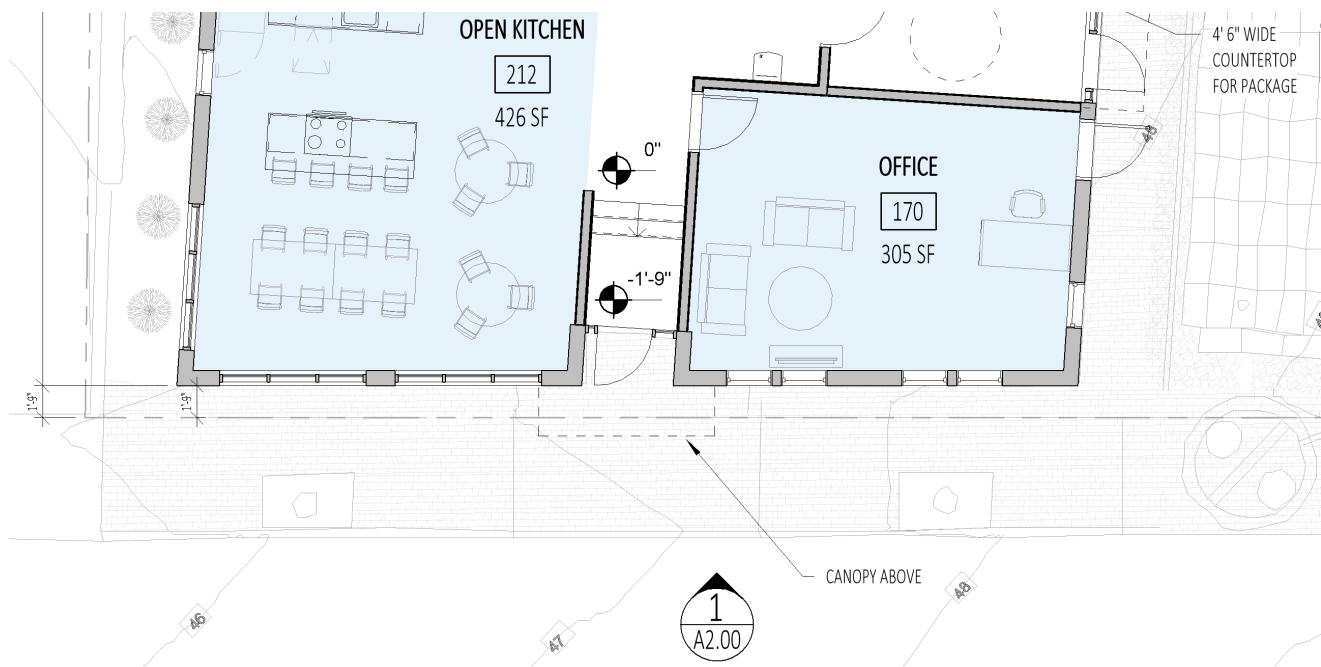 OPEN KITCHEN
212
426 SF
4' 6" WIDE
COUNTERTOP
FOR PACKAGE
45
0"
OFFICE
170
305 SF
-1'-9"
1'-9"
1'-9"
CANOPY ABOVE
1
A2.00
46
47
48